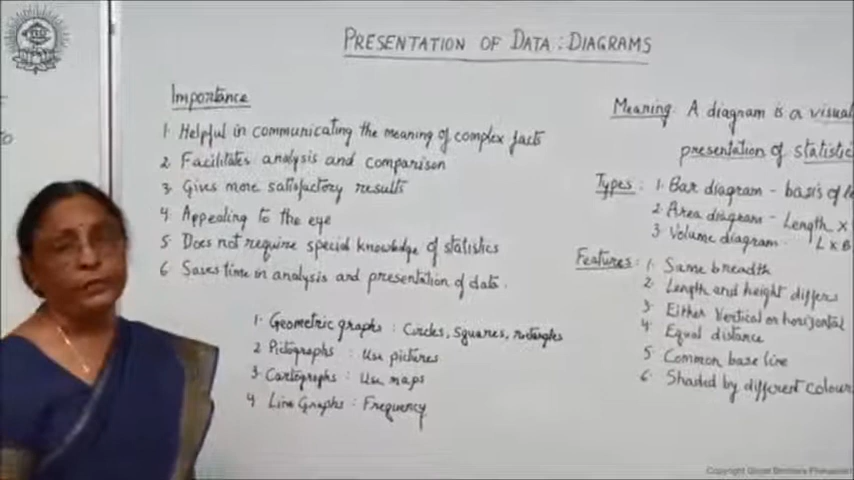 PRESENTATION OF DATA : DIAGRAMS
IMPORTANCE
1. Helpful in communicating the meaning of complex facts
2. Facilitates analysis and comparison
3. Gives more satisfactory results
4. Appealing to the eye
5. Does not require special knowledge of statistics
6. Saves time in analysis and presentation of data.
1. Geometric graphs : Circles, Squares, rectangles
2. Pictographs : Use pictures
3. Cartographs : Use maps
4. Line Graphs : Frequency
Meaning : A diagram is a visual
presentation of statistic
Types : 1. Bar diagram - basis of le
2. Area diagram - Length x
3. Volume diagram - L x B
Features : 1. Same breadth
2. Length and height differs
3. Either Vertical or horizontal
4. Equal distance
5. Common base line
6. Shaded by different colour